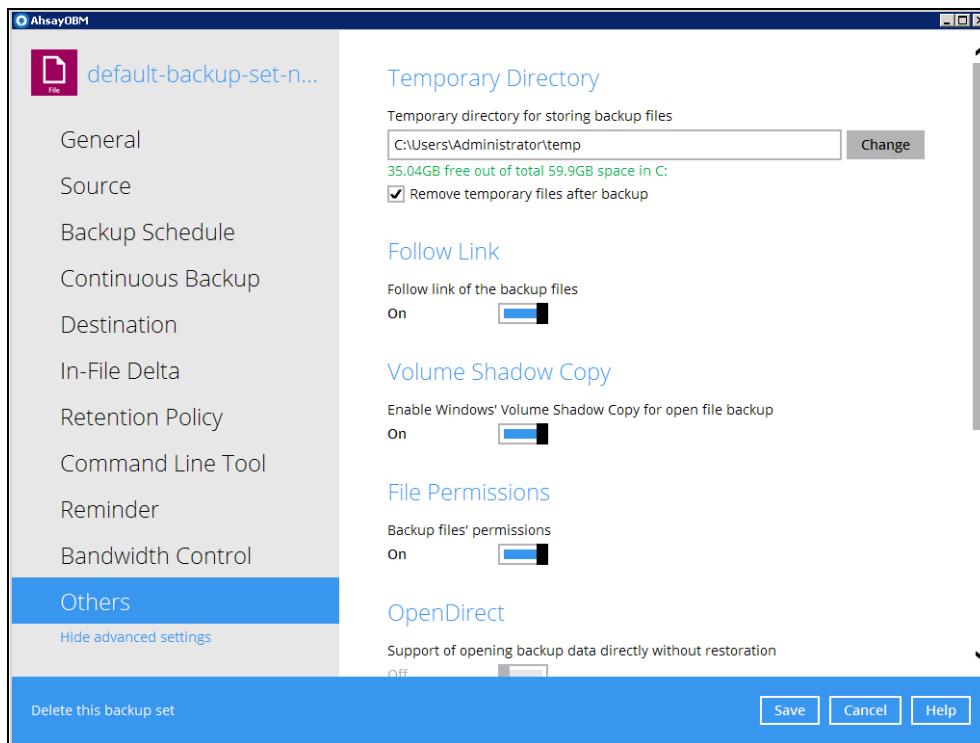 AhsayOBM
File
default-backup-set-n...
General
Source
Backup Schedule
Continuous Backup
Destination
In-File Delta
Retention Policy
Command Line Tool
Reminder
Bandwidth Control
Others
Hide advanced settings
Temporary Directory
Temporary directory for storing backup files
C:\Users\Administrator\temp
Change
35.04GB free out of total 59.9GB space in C:
Remove temporary files after backup
Follow Link
Follow link of the backup files
On
Volume Shadow Copy
Enable Windows' Volume Shadow Copy for open file backup
On
File Permissions
Backup files' permissions
On
OpenDirect
Support of opening backup data directly without restoration
Off
Delete this backup set
Save
Cancel
Help